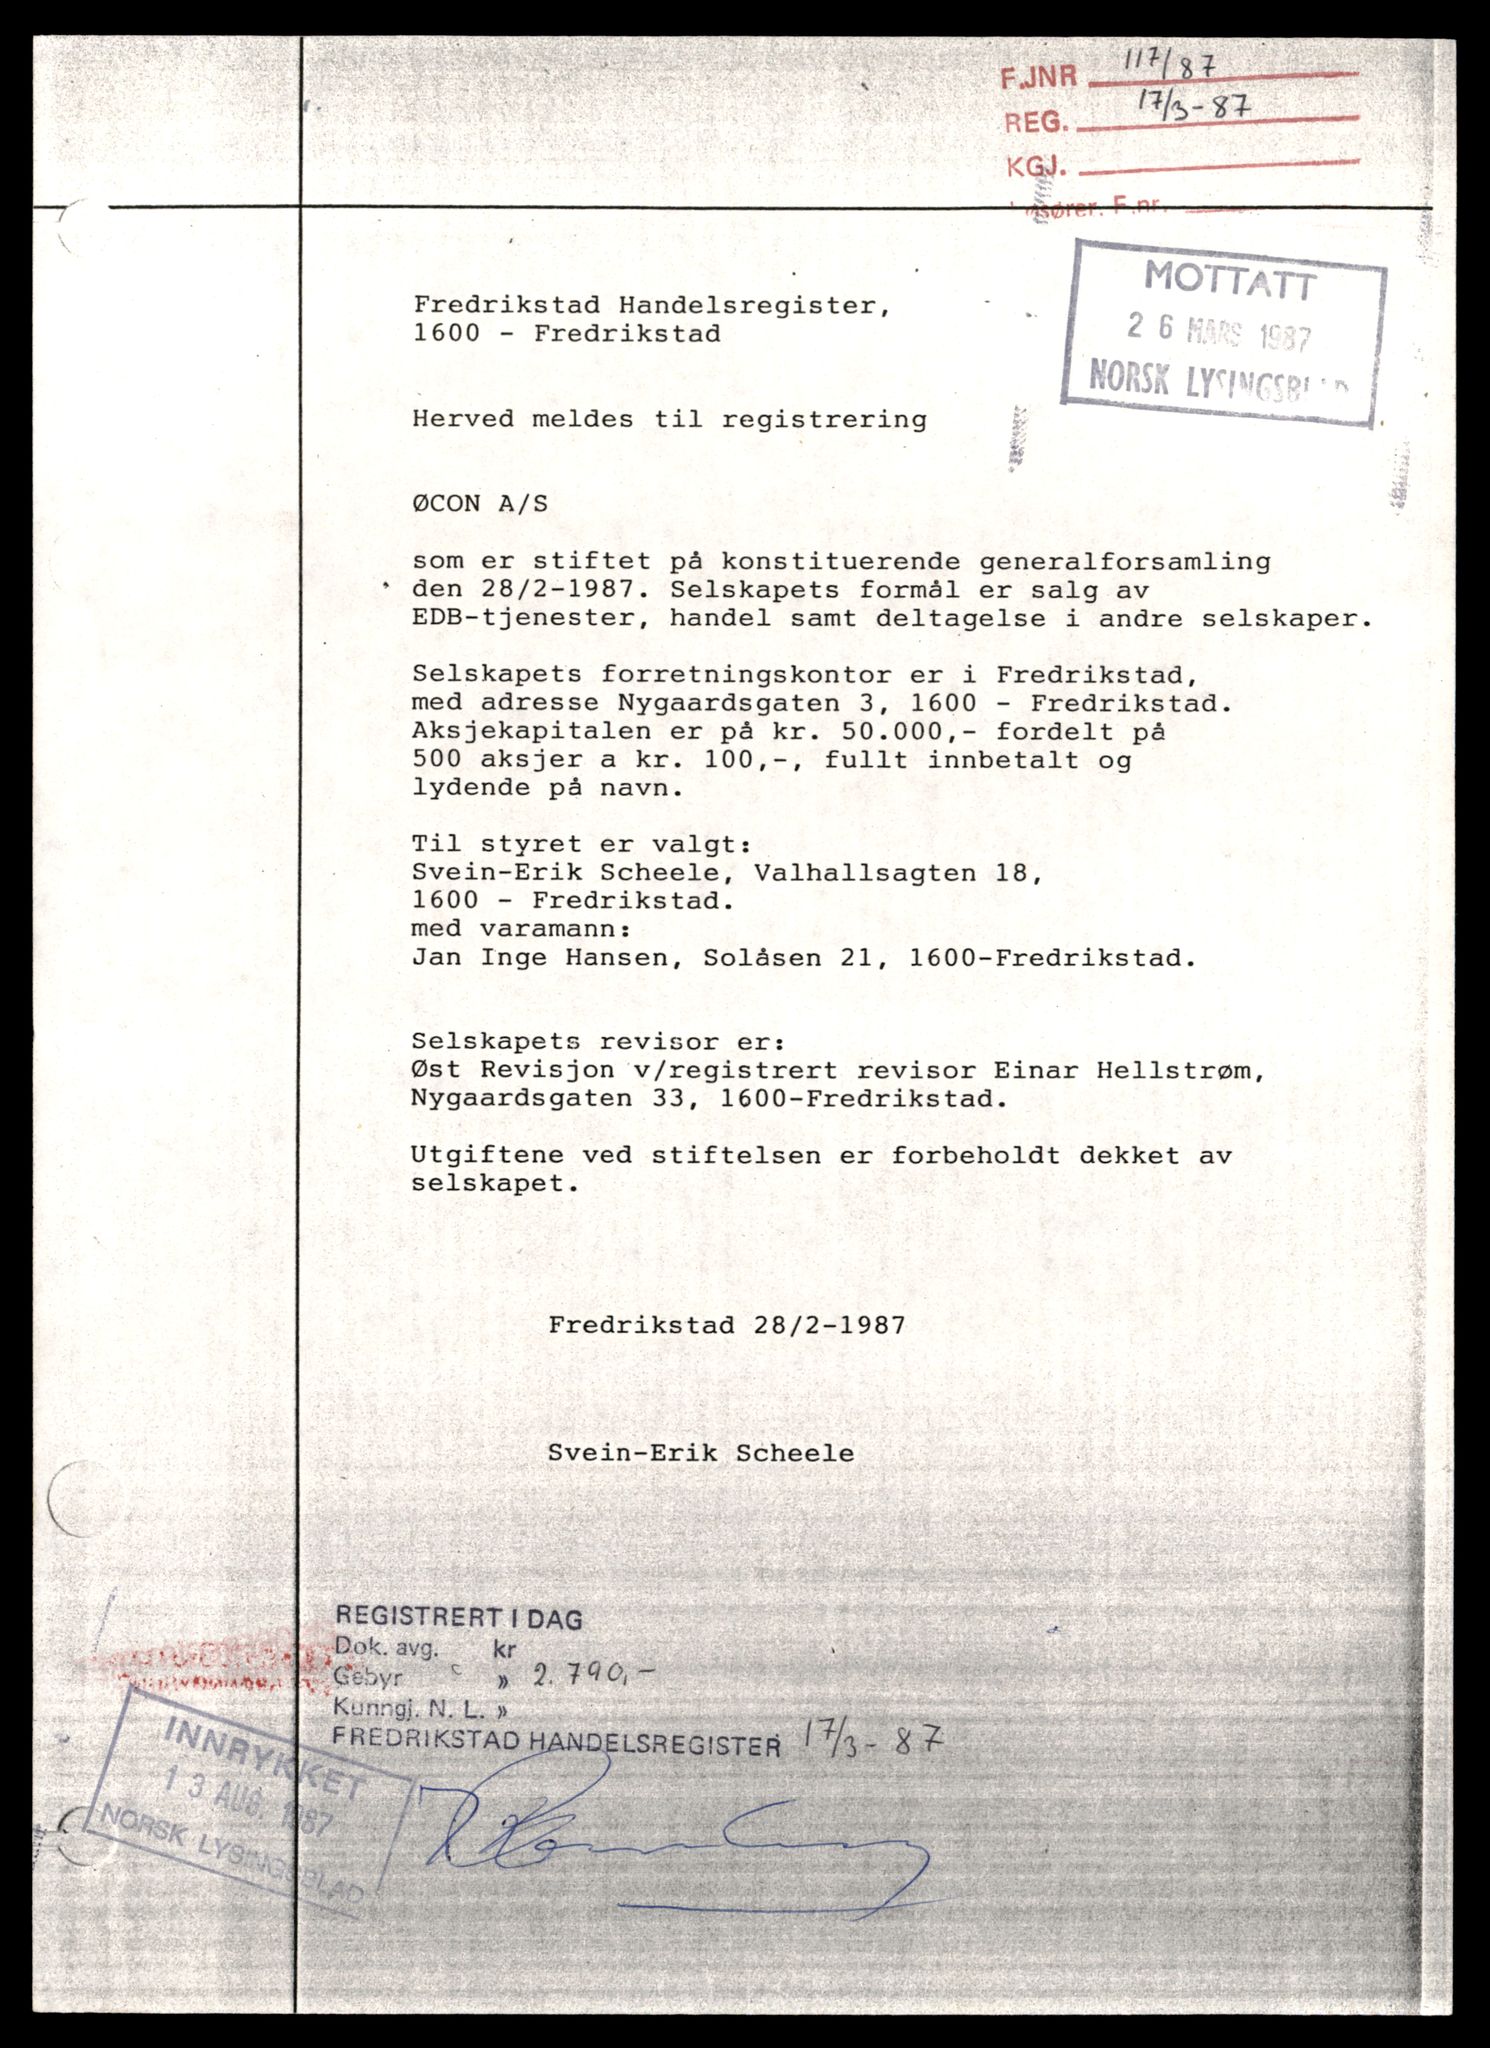 F.JNR 117/87
REG. 17/3-87
KGJ.
F.nr.
MOTTATT
26 MARS 1987
NORSK LYSINGSBLAD
Fredrikstad Handelsregister,
1600 - Fredrikstad
Herved meldes til registrering
ØCON A/S
som er stiftet på konstituerende generalforsamling
den 28/2-1987. Selskapets formål er salg av
EDB-tjenester, handel samt deltagelse i andre selskaper.
Selskapets forretningskontor er i Fredrikstad,
med adresse Nygaardsgaten 3, 1600 - Fredrikstad.
Aksjekapitalen er på kr. 50.000,- fordelt på
500 aksjer a kr. 100,-, fullt innbetalt og
lydende på navn.
Til styret er valgt:
Svein-Erik Scheele, Valhallsagten 18,
1600 - Fredrikstad.
med varamann:
Jan Inge Hansen, Solåsen 21, 1600-Fredrikstad.
Selskapets revisor er:
Øst Revisjon v/registrert revisor Einar Hellstrøm,
Nygaardsgaten 33, 1600-Fredrikstad.
Utgiftene ved stiftelsen er forbeholdt dekket av
selskapet.
Fredrikstad 28/2-1987
Svein-Erik Scheele
REGISTRERT I DAG
Dok. avg. kr
Gebyr » 2.790,-
Kunngj. N. L. »
FREDRIKSTAD HANDELSREGISTER 17/3-87
INNRYKKET
13 AUG. 1987
NORSK LYSINGSBLAD